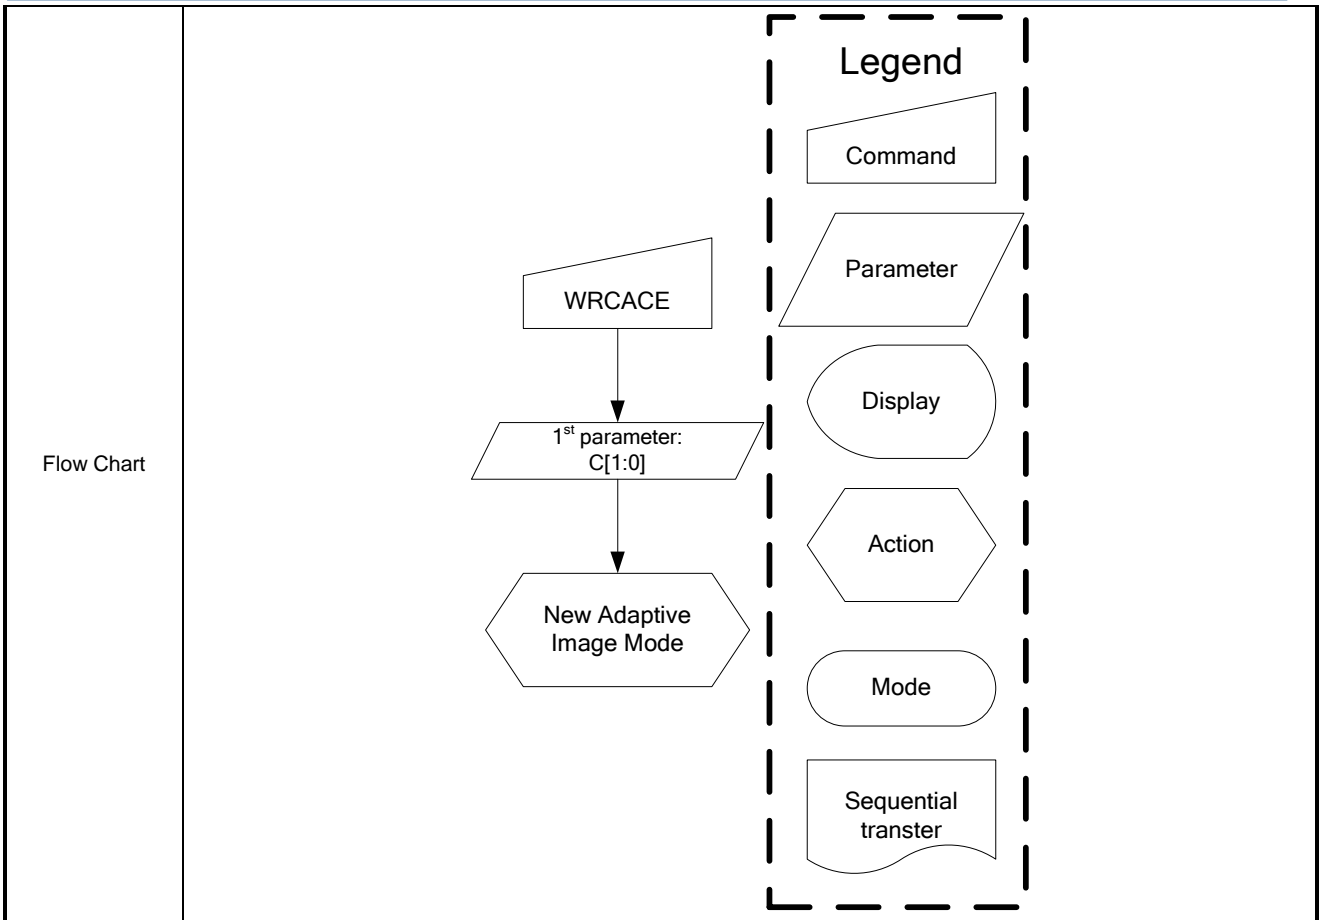 Flow Chart
WRCACE
1st parameter:
C[1:0]
New Adaptive
Image Mode
Legend
Command
Parameter
Display
Action
Mode
Sequential
transter